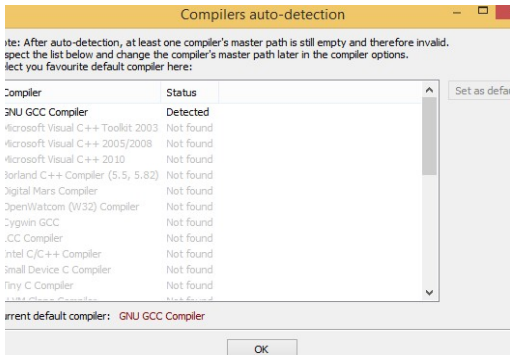 Compilers auto-detection
ote: After auto-detection, at least one compiler's master path is still empty and therefore invalid.
spect the list below and change the compiler's master path later in the compiler options.
elect you favourite default compiler here:
Compiler Status
GNU GCC Compiler Detected
Microsoft Visual C++ Toolkit 2003 Not found
Microsoft Visual C++ 2005/2008 Not found
Microsoft Visual C++ 2010 Not found
Borland C++ Compiler (5.5, 5.82) Not found
Digital Mars Compiler Not found
OpenWatcom (W32) Compiler Not found
Cygwin GCC Not found
LCC Compiler Not found
Intel C/C++ Compiler Not found
Small Device C Compiler Not found
Tiny C Compiler Not found
Set as defau
urrent default compiler: GNU GCC Compiler
OK